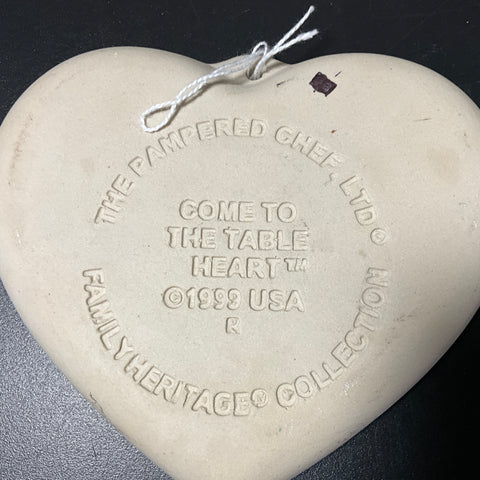 THE PAMPERED CHEF, LTD®
COME TO
THE TABLE
HEART™
©1999 USA
R
FAMILY HERITAGE® COLLECTION